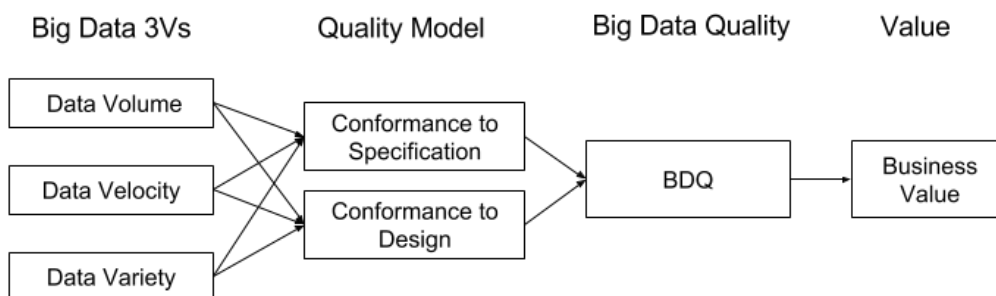 Big Data 3Vs
Quality Model
Big Data Quality
Value
Data Volume
Data Velocity
Data Variety
Conformance to
Specification
Conformance to
Design
BDQ
Business
Value